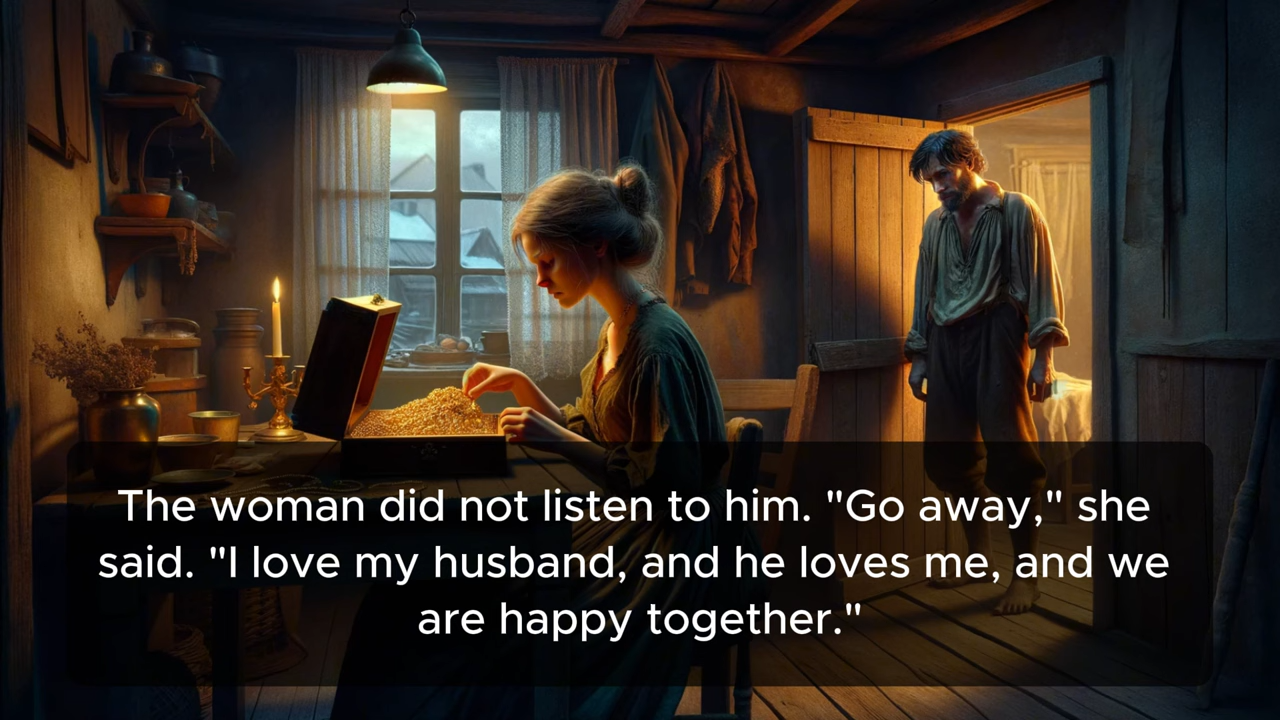 The woman did not listen to him. "Go away," she
said. "I love my husband, and he loves me, and we
are happy together."